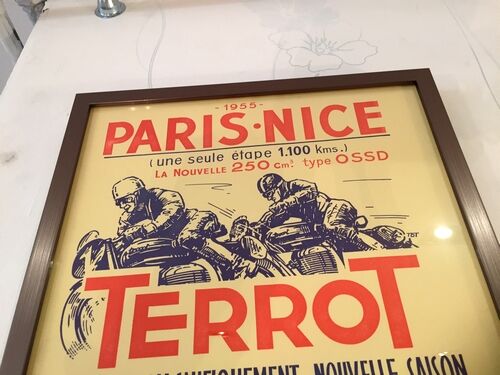 - 1955 -
PARIS·NICE
(une seule étape 1.100 kms.)
LA NOUVELLE 250 cm³. type OSSD
TERROT
NOUVELLE SAISON